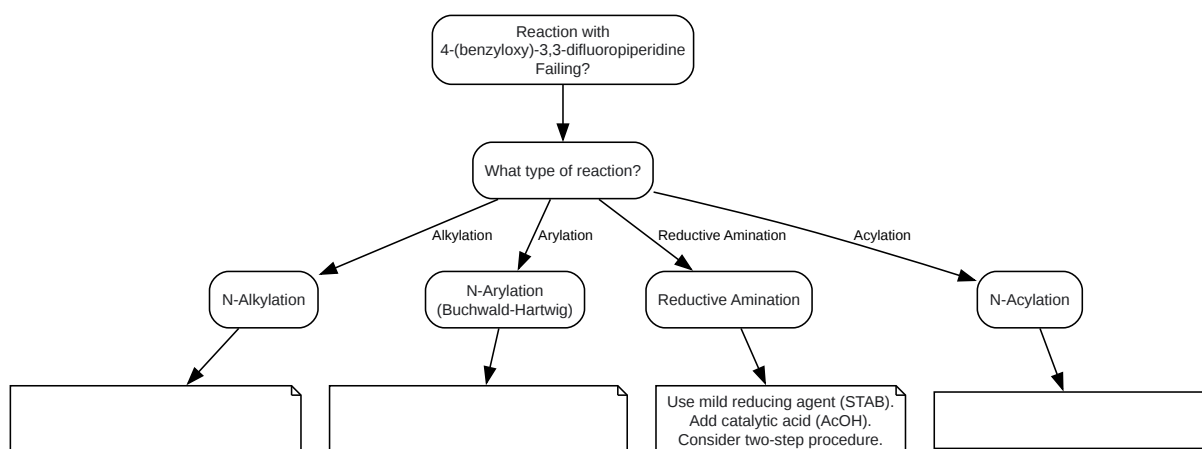 Reaction with
4-(benzyloxy)-3,3-difluoropiperidine
Failing?
What type of reaction?
Alkylation
Arylation
Reductive Amination
Acylation
N-Alkylation
N-Arylation
(Buchwald-Hartwig)
Reductive Amination
N-Acylation
Use mild reducing agent (STAB).
Add catalytic acid (AcOH).
Consider two-step procedure.